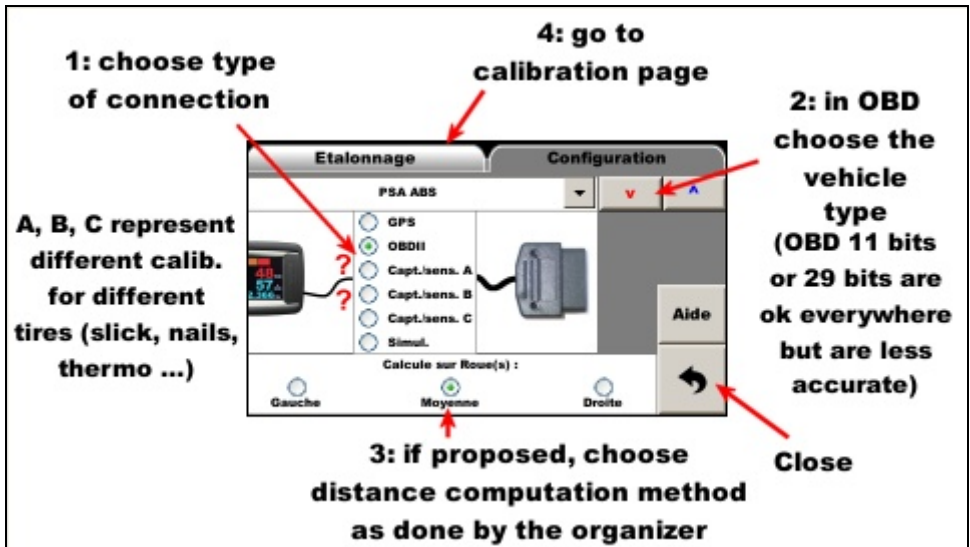 1: choose type
of connection
4: go to
calibration page
2: in OBD
choose the
vehicle
type
(OBD 11 bits
or 29 bits are
ok everywhere
but are less
accurate)
A, B, C represent
different calib.
for different
tires (slick, nails,
thermo ...)
Etalonnage
Configuration
PSA ABS
v
^
GPS
OBDII
Capt./sens. A
Capt./sens. B
Capt./sens. C
Simul.
?
?
48
57
Aide
Calcule sur Roue(s) :
Gauche
Moyenne
Droite
3: if proposed, choose
distance computation method
as done by the organizer
Close